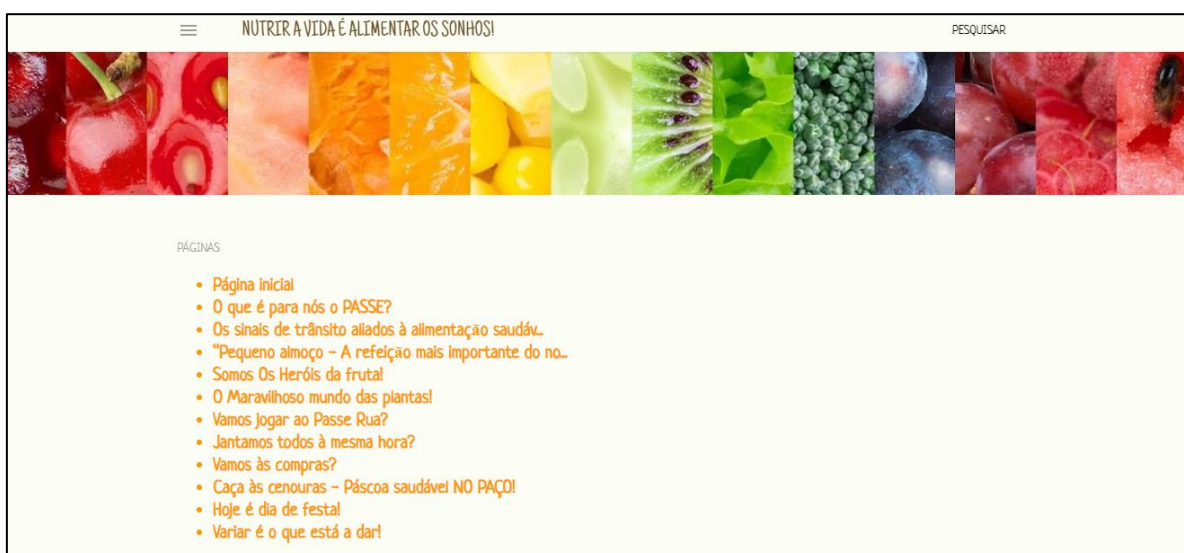 NUTRIR A VIDA É ALIMENTAR OS SONHOS!
PESQUISAR
PÁGINAS
• Página inicial
• O que é para nós o PASSE?
• Os sinais de trânsito aliados à alimentação saudáv...
• “Pequeno almoço - A refeição mais importante do no...
• Somos Os Heróis da fruta!
• O Maravilhoso mundo das plantas!
• Vamos jogar ao Passe Rua?
• Jantamos todos à mesma hora?
• Vamos às compras?
• Caça às cenouras - Páscoa saudável NO PAÇO!
• Hoje é dia de festa!
• Variar é o que está a dar!